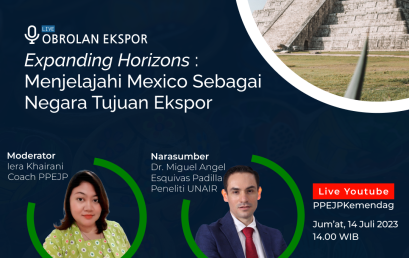 LIVE
OBROLAN EKSPOR
Expanding Horizons :
Menjelajahi Mexico Sebagai
Negara Tujuan Ekspor
Moderator
Iera Khairani
Coach PPEJP
Narasumber
Dr. Miguel Angel
Esquivas Padilla
Peneliti UNAIR
Live Youtube
PPEJPKemendag
Jum'at, 14 Juli 2023
14.00 WIB